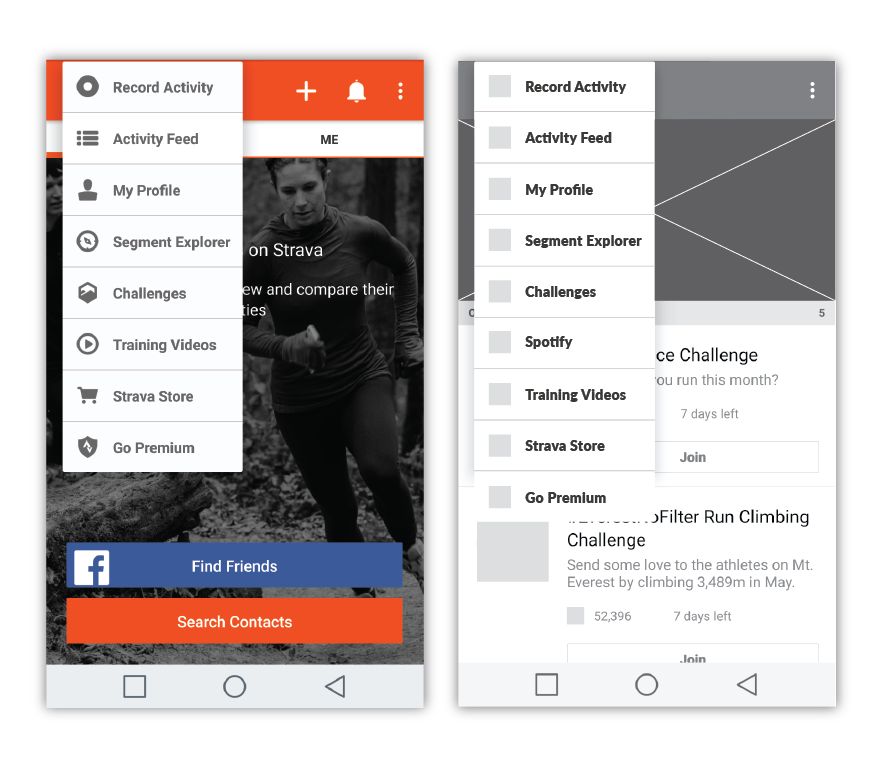 Record Activity
Activity Feed
ME
My Profile
Segment Explorer
on Strava
Challenges
ew and compare their
ties
Training Videos
Strava Store
Go Premium
Find Friends
Search Contacts
Record Activity
Activity Feed
My Profile
Segment Explorer
Challenges
5
Spotify
ce Challenge
you run this month?
Training Videos
7 days left
Strava Store
Join
Go Premium
Filter Run Climbing
Challenge
Send some love to the athletes on Mt.
Everest by climbing 3,489m in May.
52,396
7 days left
Join